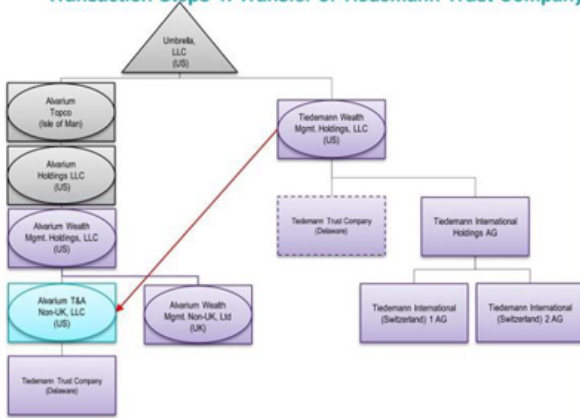 Transaction Steps 4: Transfer of Tiedemann Trust Company
Umbrella,
LLC
(US)
Alvarium
Topco
(Isle of Man)
Tiedemann Wealth
Mgmt. Holdings, LLC
(US)
Alvarium
Holdings LLC
(US)
Alvarium Wealth
Mgmt. Holdings, LLC
(US)
Tiedemann Trust Company
(Delaware)
Tiedemann International
Holdings AG
Alvarium T&A
Non-UK, LLC
(US)
Alvarium Wealth
Mgmt. Non-UK, Ltd
(UK)
Tiedemann International
(Switzerland) 1 AG
Tiedemann International
(Switzerland) 2 AG
Tiedemann Trust Company
(Delaware)